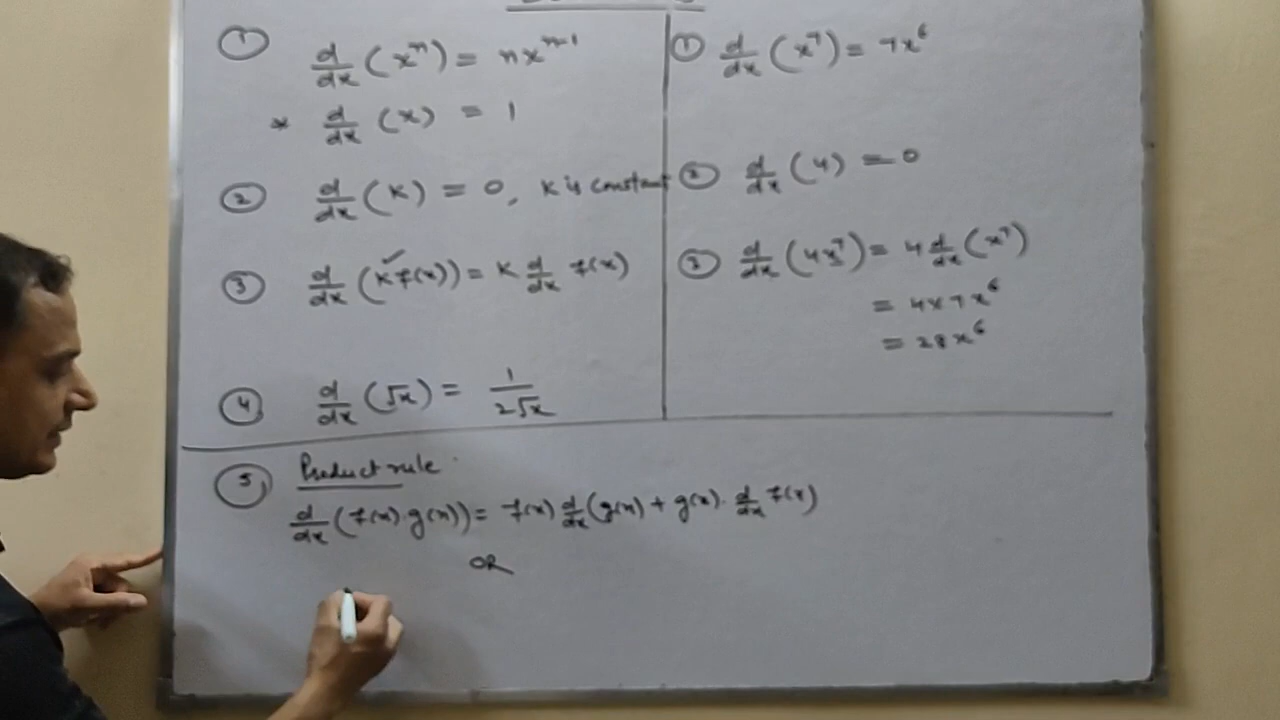 ① d/dx (xⁿ) = nxⁿ⁻¹
* d/dx (x) = 1
② d/dx (K) = 0, K is constant
③ d/dx (K f(x)) = K d/dx f(x)
④ d/dx (√x) = 1/2√x
① d/dx (x⁷) = 7x⁶
② d/dx (4) = 0
③ d/dx (4x⁷) = 4 d/dx (x⁷)
= 4x7x⁶
= 28x⁶
⑤ Product rule
d/dx (f(x).g(x)) = f(x) d/dx (g(x) + g(x). d/dx f(x)
OR